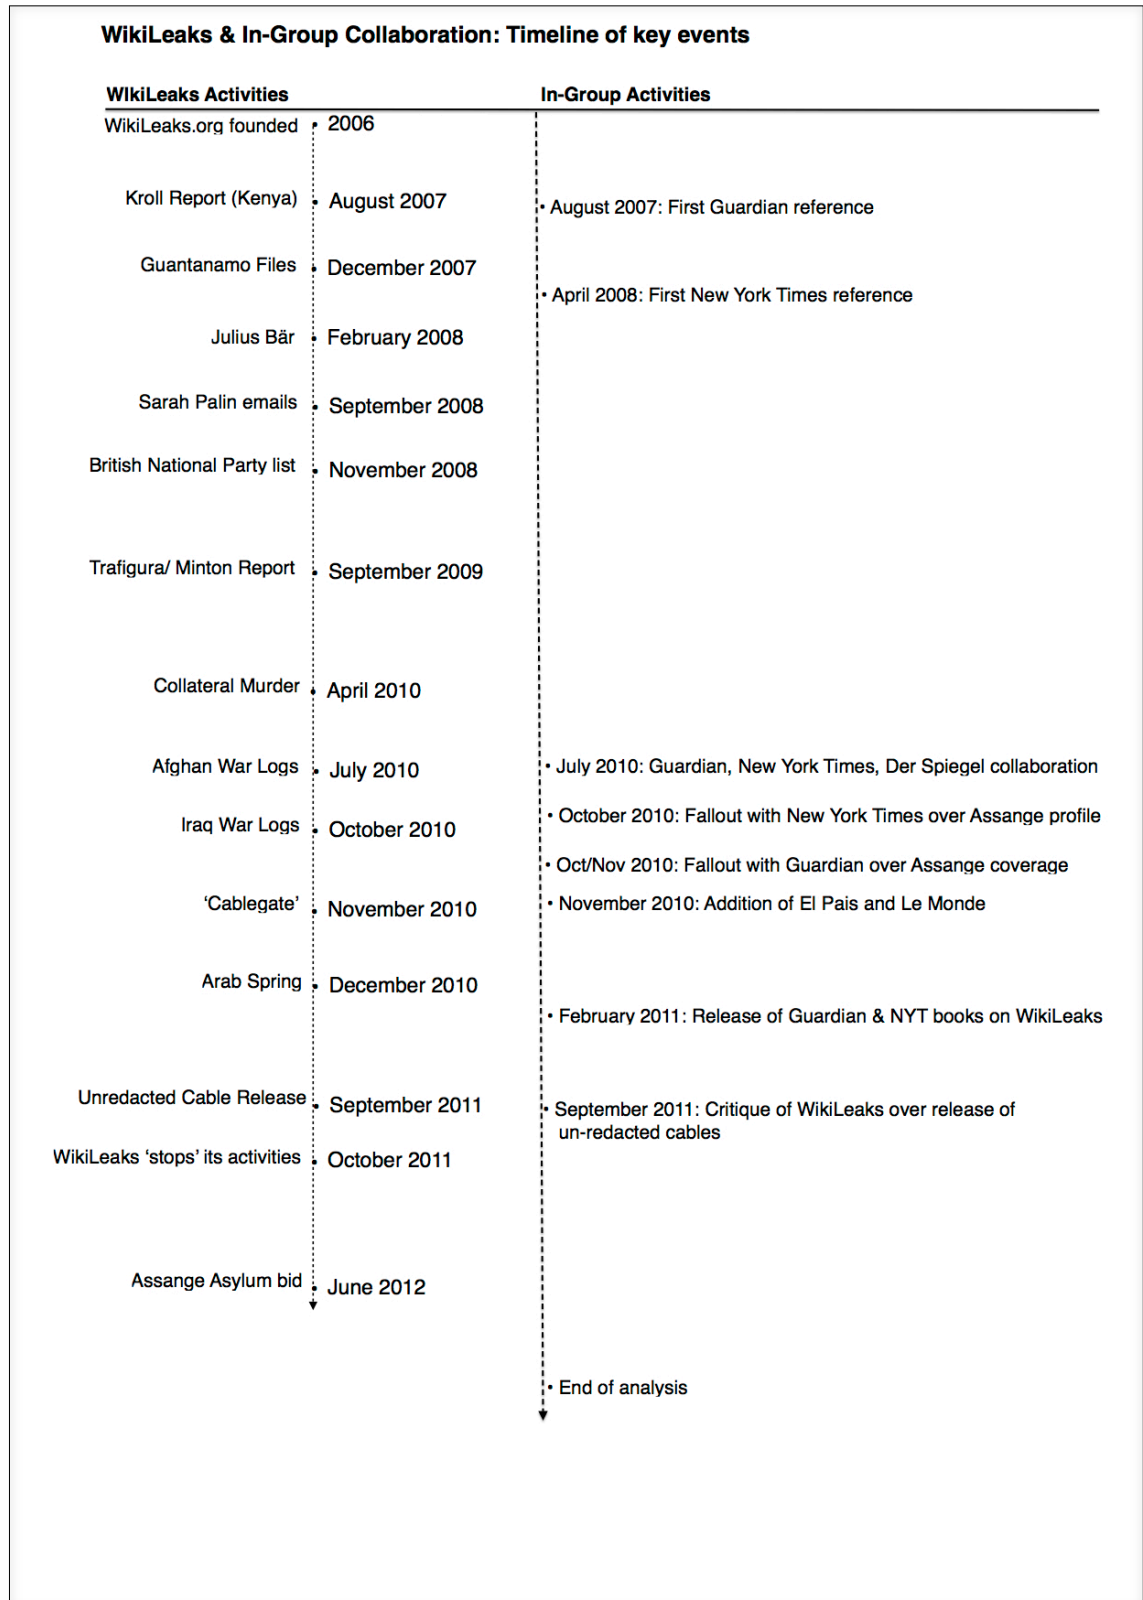 WikiLeaks & In-Group Collaboration: Timeline of key events
WIkiLeaks Activities In-Group Activities
WikiLeaks.org founded • 2006
Kroll Report (Kenya) • August 2007
• August 2007: First Guardian reference
Guantanamo Files • December 2007
• April 2008: First New York Times reference
Julius Bär • February 2008
Sarah Palin emails • September 2008
British National Party list • November 2008
Trafigura/ Minton Report • September 2009
Collateral Murder • April 2010
Afghan War Logs • July 2010 • July 2010: Guardian, New York Times, Der Spiegel collaboration
• October 2010: Fallout with New York Times over Assange profile
Iraq War Logs • October 2010
• Oct/Nov 2010: Fallout with Guardian over Assange coverage
‘Cablegate’ • November 2010 • November 2010: Addition of El Pais and Le Monde
Arab Spring • December 2010
• February 2011: Release of Guardian & NYT books on WikiLeaks
Unredacted Cable Release • September 2011 • September 2011: Critique of WikiLeaks over release of
un-redacted cables
WikiLeaks ‘stops’ its activities • October 2011
Assange Asylum bid • June 2012
• End of analysis